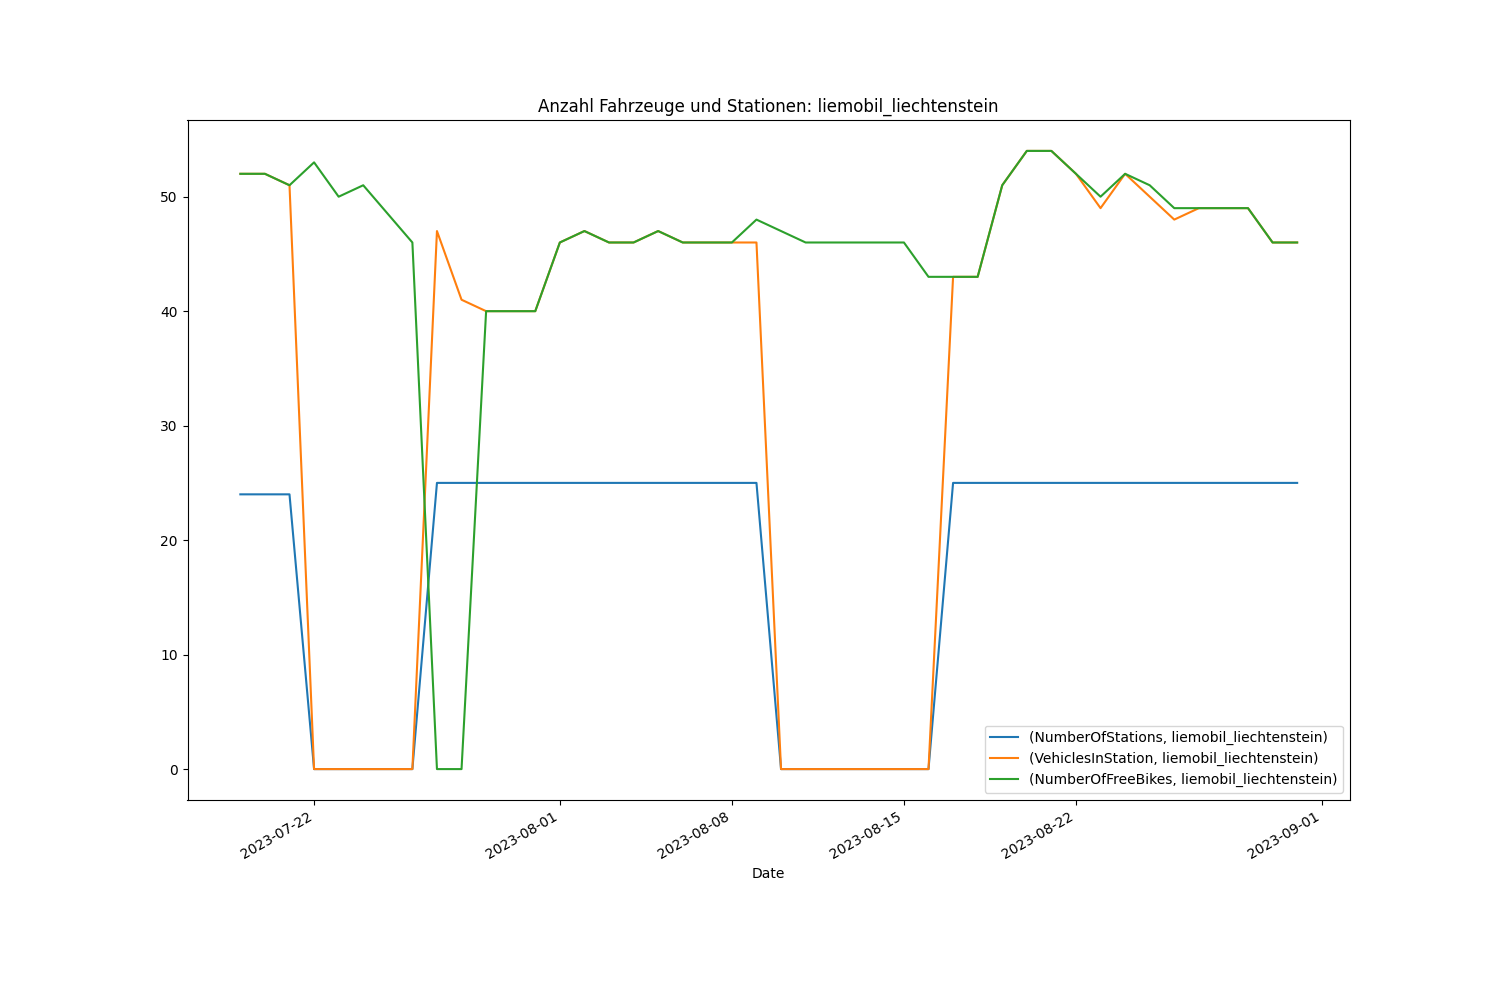 Anzahl Fahrzeuge und Stationen: liemobil_liechtenstein
50
40
30
20
10
0
(NumberOfStations, liemobil_liechtenstein)
(VehiclesInStation, liemobil_liechtenstein)
(NumberOfFreeBikes, liemobil_liechtenstein)
2023-07-22
2023-08-01
2023-08-08
2023-08-15
2023-08-22
2023-09-01
Date